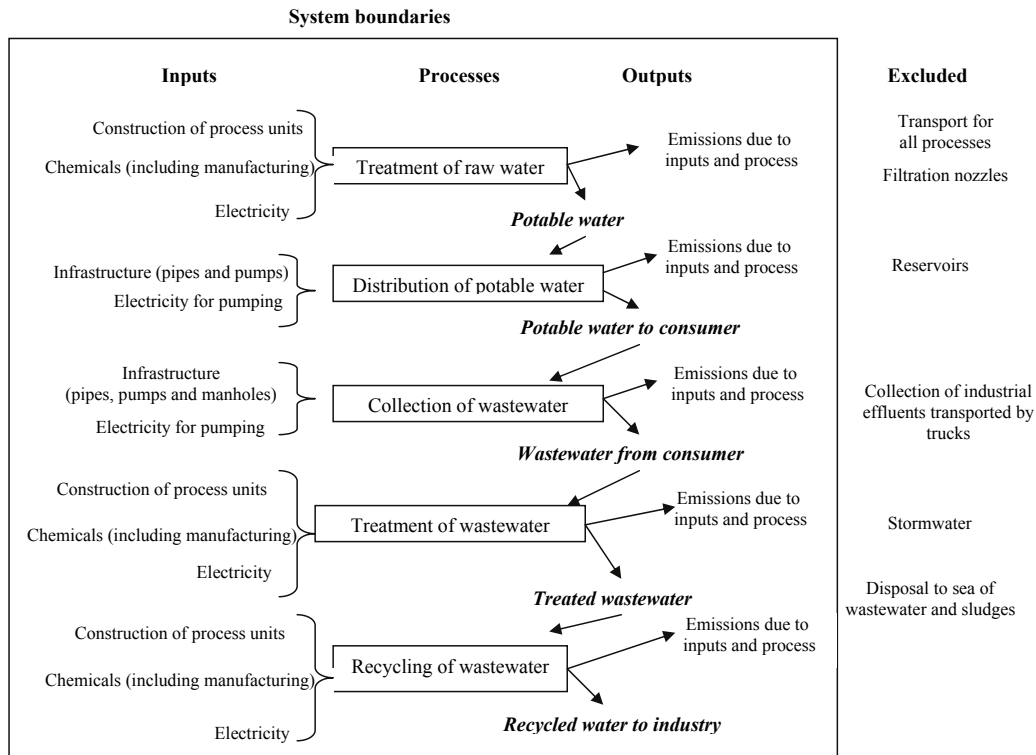 System boundaries
Inputs
Processes
Outputs
Excluded
Construction of process units
Chemicals (including manufacturing)
Electricity
Treatment of raw water
Emissions due to
inputs and process
Potable water
Transport for
all processes
Filtration nozzles
Infrastructure (pipes and pumps)
Electricity for pumping
Distribution of potable water
Emissions due to
inputs and process
Potable water to consumer
Reservoirs
Infrastructure
(pipes, pumps and manholes)
Electricity for pumping
Collection of wastewater
Emissions due to
inputs and process
Wastewater from consumer
Collection of industrial
effluents transported by
trucks
Construction of process units
Chemicals (including manufacturing)
Electricity
Treatment of wastewater
Emissions due to
inputs and process
Treated wastewater
Stormwater
Disposal to sea of
wastewater and sludges
Construction of process units
Chemicals (including manufacturing)
Electricity
Recycling of wastewater
Emissions due to
inputs and process
Recycled water to industry